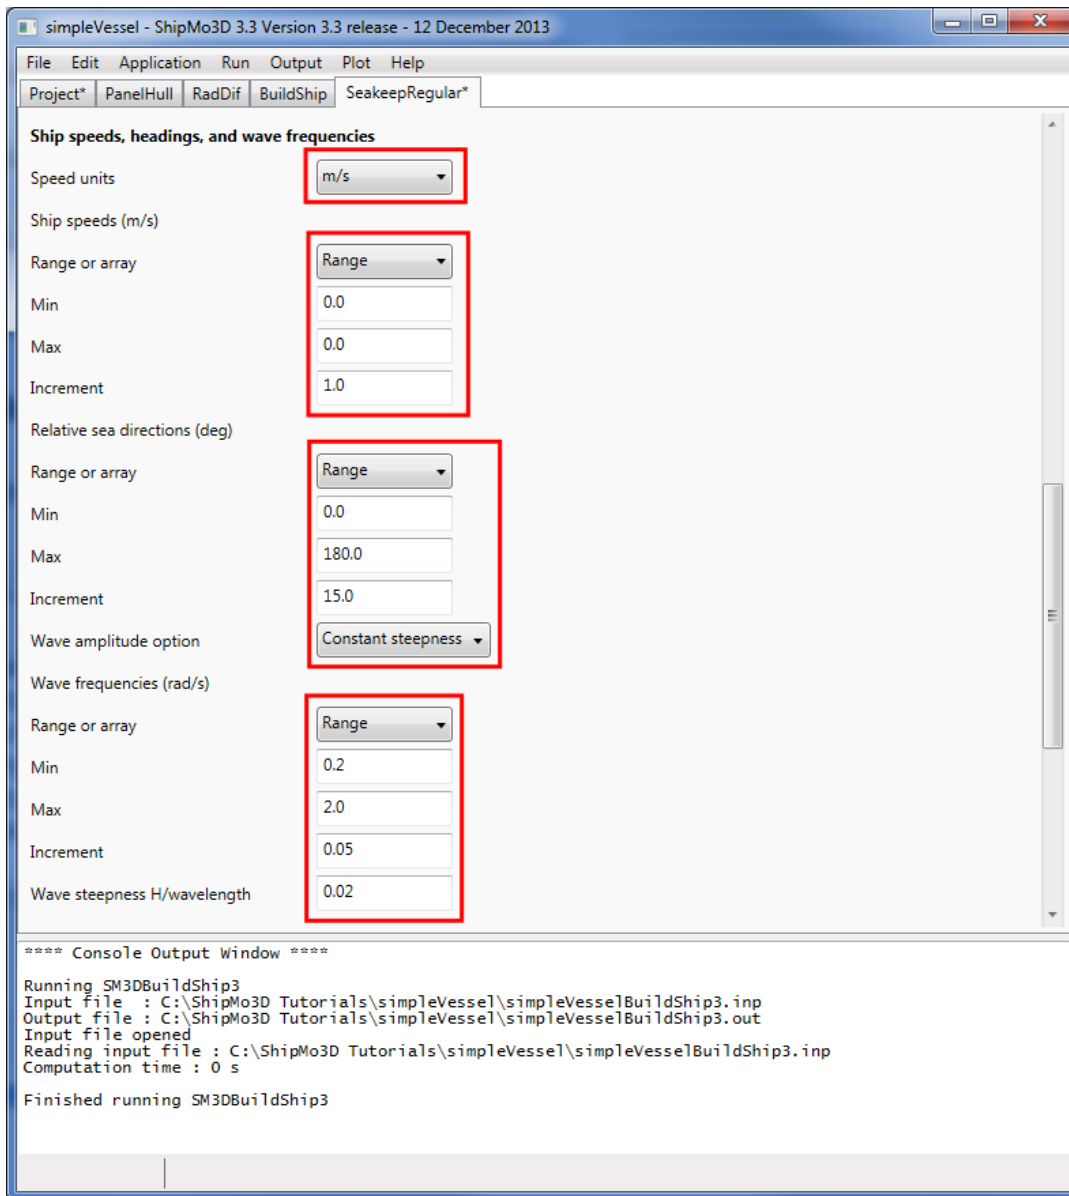 simpleVessel - ShipMo3D 3.3 Version 3.3 release - 12 December 2013
File Edit Application Run Output Plot Help
Project* PanelHull RadDif BuildShip SeakeepRegular*
Ship speeds, headings, and wave frequencies
Speed units m/s
Ship speeds (m/s)
Range or array Range
Min 0.0
Max 0.0
Increment 1.0
Relative sea directions (deg)
Range or array Range
Min 0.0
Max 180.0
Increment 15.0
Wave amplitude option Constant steepness
Wave frequencies (rad/s)
Range or array Range
Min 0.2
Max 2.0
Increment 0.05
Wave steepness H/wavelength 0.02
**** Console Output Window ****
Running SM3DBuildShip3
Input file : C:\ShipMo3D Tutorials\simpleVessel\simpleVesselBuildShip3.inp
Output file : C:\ShipMo3D Tutorials\simpleVessel\simpleVesselBuildShip3.out
Input file opened
Reading input file : C:\ShipMo3D Tutorials\simpleVessel\simpleVesselBuildShip3.inp
Computation time : 0 s
Finished running SM3DBuildShip3